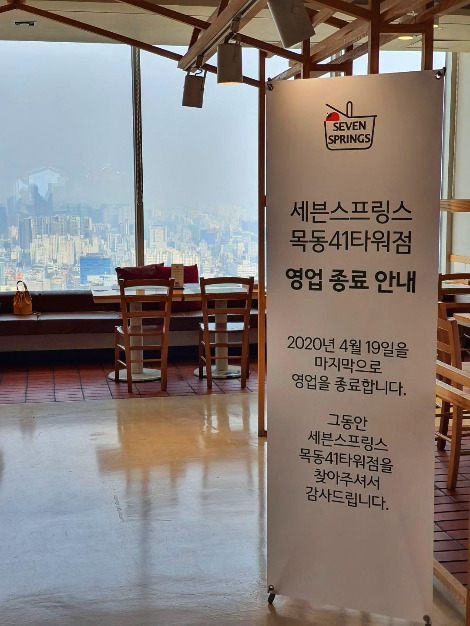 SEVEN
SPRINGS
세븐스프링스
목동41타워점
영업 종료 안내
2020년 4월 19일을
마지막으로
영업을 종료합니다.
그동안
세븐스프링스
목동41타워점을
찾아주셔서
감사드립니다.